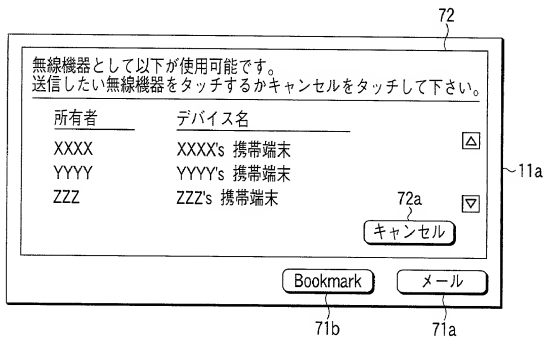 72
無線機器として以下が使用可能です。
送信したい無線機器をタッチするかキャンセルをタッチして下さい。
所有者 デバイス名
XXXX XXXX's 携帯端末
YYYY YYYY's 携帯端末
ZZZ ZZZ's 携帯端末
11a
72a
キャンセル
Bookmark メール
71b 71a